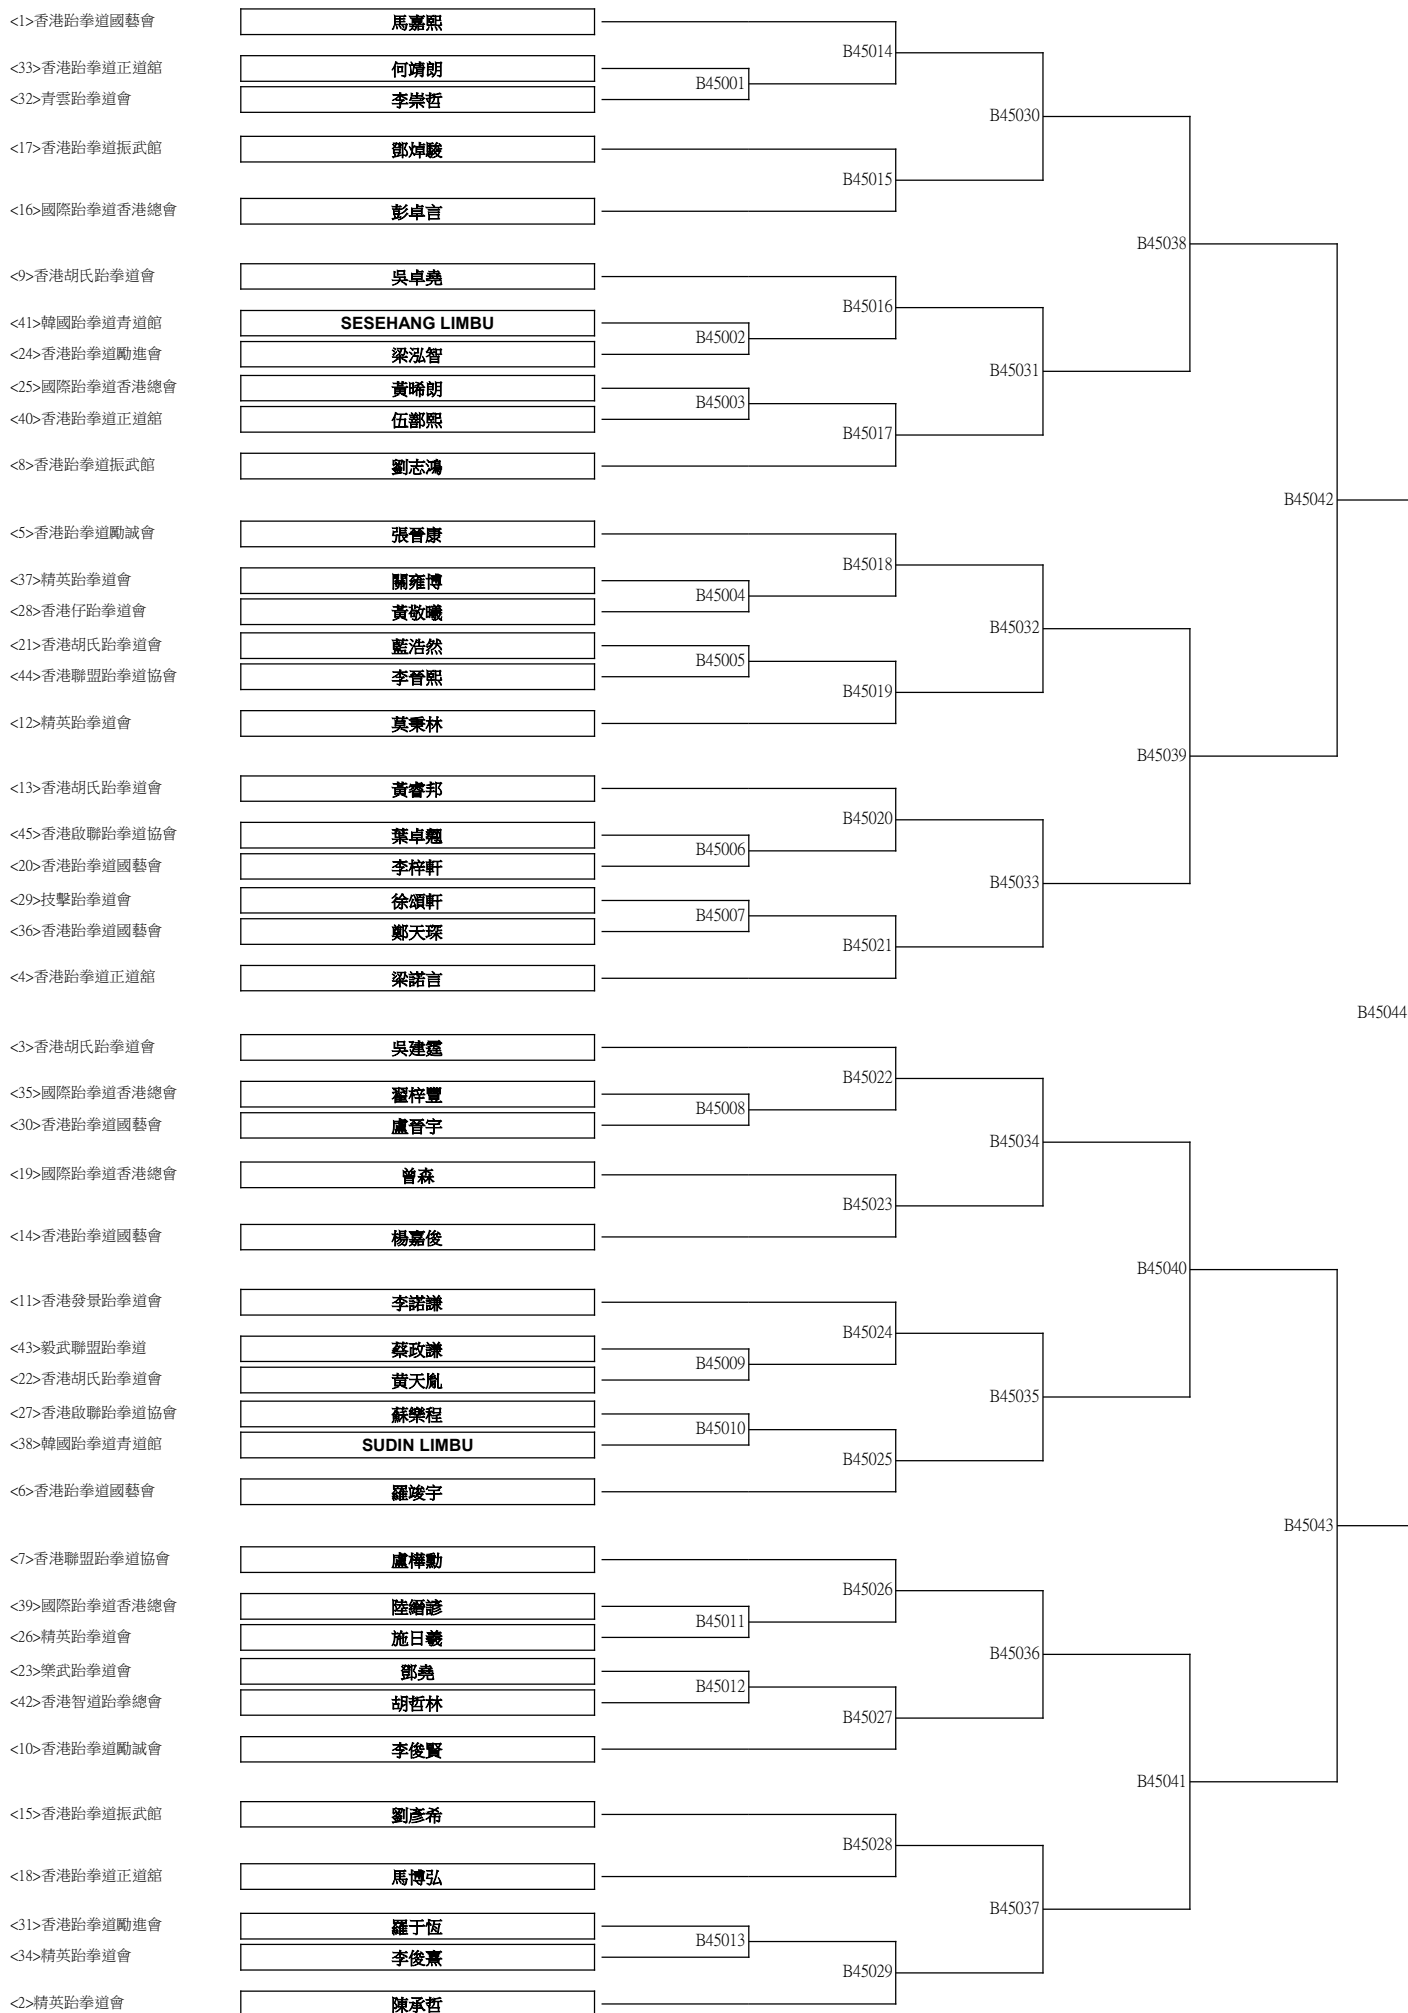 <1>香港跆拳道國藝會 馬嘉熙
B45014
<33>香港跆拳道正道舘 何靖朗
B45001
<32>青雲跆拳道會 李崇哲
B45030
<17>香港跆拳道振武館 鄧焯駿
B45015
<16>國際跆拳道香港總會 彭卓言
B45038
<9>香港胡氏跆拳道會 吳卓堯
B45016
<41>韓國跆拳道青道館 SESEHANG LIMBU
B45002
<24>香港跆拳道勵進會 梁泓智
B45031
<25>國際跆拳道香港總會 黃晞朗
B45003
<40>香港跆拳道正道舘 伍鄯熙
B45017
<8>香港跆拳道振武館 劉志鴻
B45042
<5>香港跆拳道勵誠會 張晉康
B45018
<37>精英跆拳道會 關雍博
B45004
<28>香港仔跆拳道會 黃敬曦
B45032
<21>香港胡氏跆拳道會 藍浩然
B45005
<44>香港聯盟跆拳道協會 李晉熙
B45019
<12>精英跆拳道會 莫秉林
B45039
<13>香港胡氏跆拳道會 黃睿邦
B45020
<45>香港啟聯跆拳道協會 葉卓翹
B45006
<20>香港跆拳道國藝會 李梓軒
B45033
<29>技擊跆拳道會 徐頌軒
B45007
<36>香港跆拳道國藝會 鄭天琛
B45021
<4>香港跆拳道正道舘 梁諾言
B45044
<3>香港胡氏跆拳道會 吳建霆
B45022
<35>國際跆拳道香港總會 翟梓豐
B45008
<30>香港跆拳道國藝會 盧晉宇
B45034
<19>國際跆拳道香港總會 曾森
B45023
<14>香港跆拳道國藝會 楊嘉俊
B45040
<11>香港發景跆拳道會 李諾謙
B45024
<43>毅武聯盟跆拳道 蔡政謙
B45009
<22>香港胡氏跆拳道會 黄天胤
B45035
<27>香港啟聯跆拳道協會 蘇樂程
B45010
<38>韓國跆拳道青道館 SUDIN LIMBU
B45025
<6>香港跆拳道國藝會 羅竣宇
B45043
<7>香港聯盟跆拳道協會 盧樺勳
B45026
<39>國際跆拳道香港總會 陸縉諺
B45011
<26>精英跆拳道會 施日羲
B45036
<23>樂武跆拳道會 鄧堯
B45012
<42>香港智道跆拳總會 胡哲林
B45027
<10>香港跆拳道勵誠會 李俊賢
B45041
<15>香港跆拳道振武館 劉彥希
B45028
<18>香港跆拳道正道舘 馬博弘
B45037
<31>香港跆拳道勵進會 羅于恆
B45013
<34>精英跆拳道會 李俊熹
B45029
<2>精英跆拳道會 陳承哲